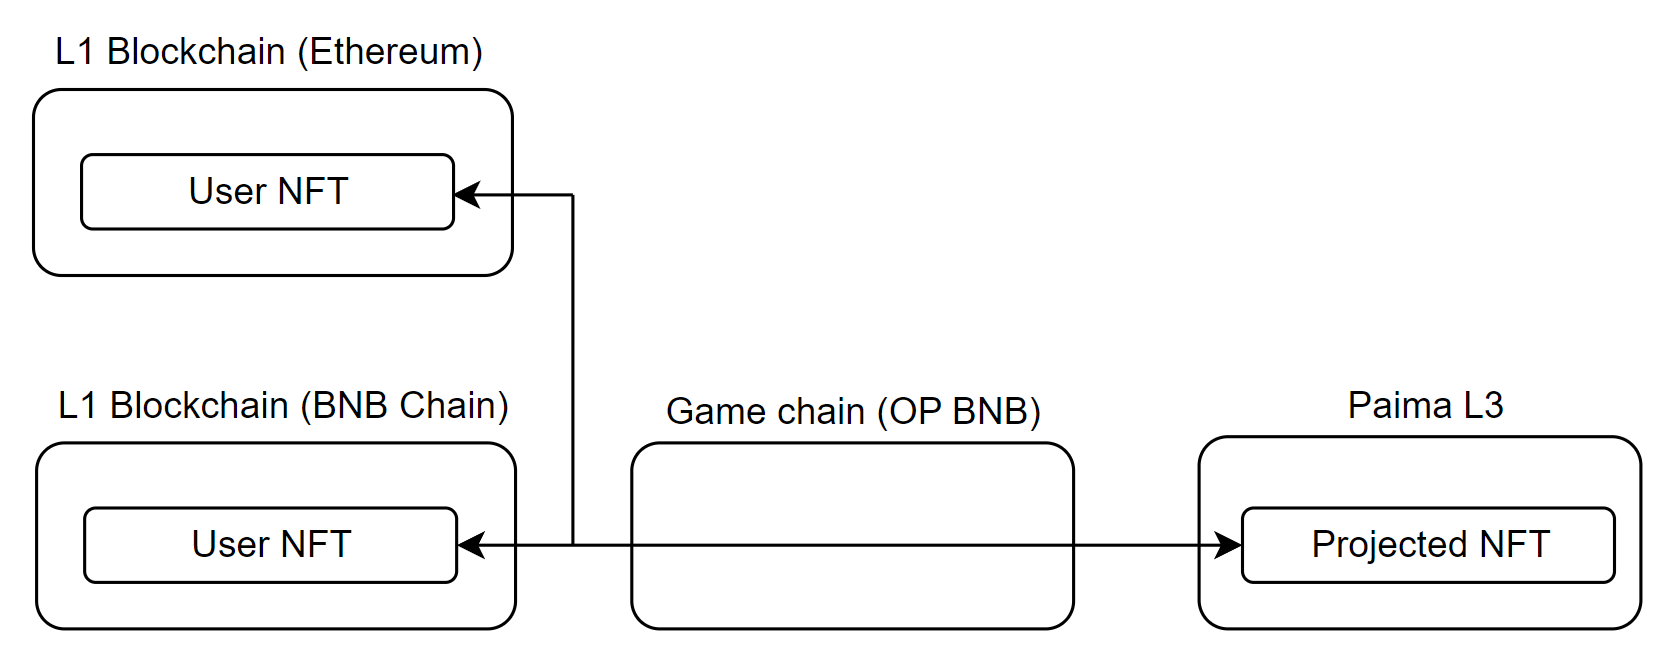 L1 Blockchain (Ethereum)
User NFT
L1 Blockchain (BNB Chain)
Game chain (OP BNB)
Paima L3
User NFT
Projected NFT